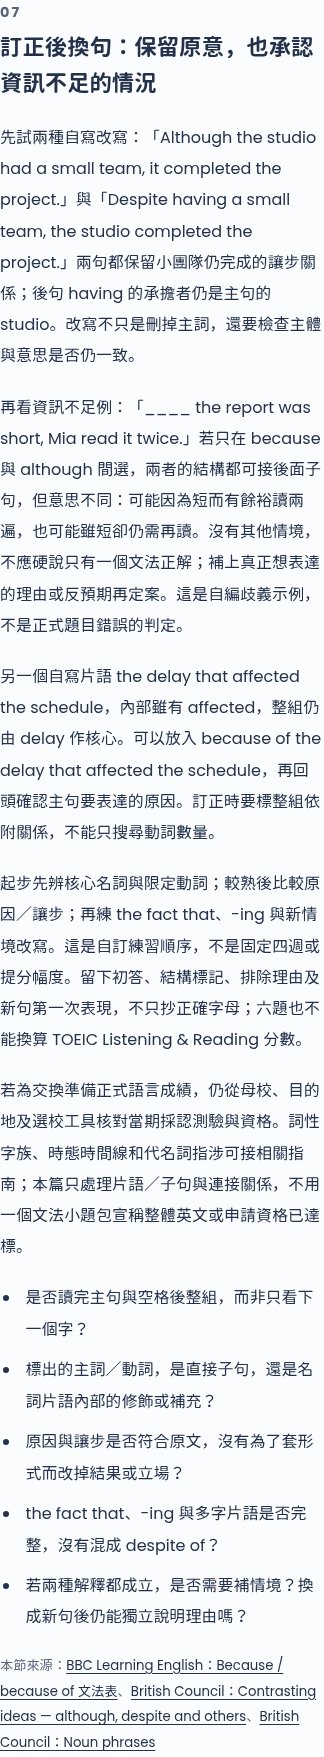 07
訂正後換句：保留原意，也承認
資訊不足的情況
先試兩種自寫改寫：「Although the studio
had a small team, it completed the
project.」與「Despite having a small
team, the studio completed the
project.」兩句都保留小團隊仍完成的讓步關
係；後句 having 的承擔者仍是主句的
studio。改寫不只是刪掉主詞，還要檢查主體
與意思是否仍一致。
再看資訊不足例：「____ the report was
short, Mia read it twice.」若只在 because
與 although 間選，兩者的結構都可接後面子
句，但意思不同：可能因為短而有餘裕讀兩
遍，也可能雖短卻仍需再讀。沒有其他情境，
不應硬說只有一個文法正解；補上真正想表達
的理由或反預期再定案。這是自編歧義示例，
不是正式題目錯誤的判定。
另一個自寫片語 the delay that affected
the schedule，內部雖有 affected，整組仍
由 delay 作核心。可以放入 because of the
delay that affected the schedule，再回
頭確認主句要表達的原因。訂正時要標整組依
附關係，不能只搜尋動詞數量。
起步先辨核心名詞與限定動詞；較熟後比較原
因／讓步；再練 the fact that、-ing 與新情
境改寫。這是自訂練習順序，不是固定四週或
提分幅度。留下初答、結構標記、排除理由及
新句第一次表現，不只抄正確字母；六題也不
能換算 TOEIC Listening & Reading 分數。
若為交換準備正式語言成績，仍從母校、目的
地及選校工具核對當期採認測驗與資格。詞性
字族、時態時間線和代名詞指涉可接相關指
南；本篇只處理片語／子句與連接關係，不用
一個文法小題包宣稱整體英文或申請資格已達
標。
• 是否讀完主句與空格後整組，而非只看下
一個字？
• 標出的主詞／動詞，是直接子句，還是名
詞片語內部的修飾或補充？
• 原因與讓步是否符合原文，沒有為了套形
式而改掉結果或立場？
• the fact that、-ing 與多字片語是否完
整，沒有混成 despite of？
• 若兩種解釋都成立，是否需要補情境？換
成新句後仍能獨立說明理由嗎？
本節來源：BBC Learning English：Because /
because of 文法表、British Council：Contrasting
ideas — although, despite and others、British
Council：Noun phrases